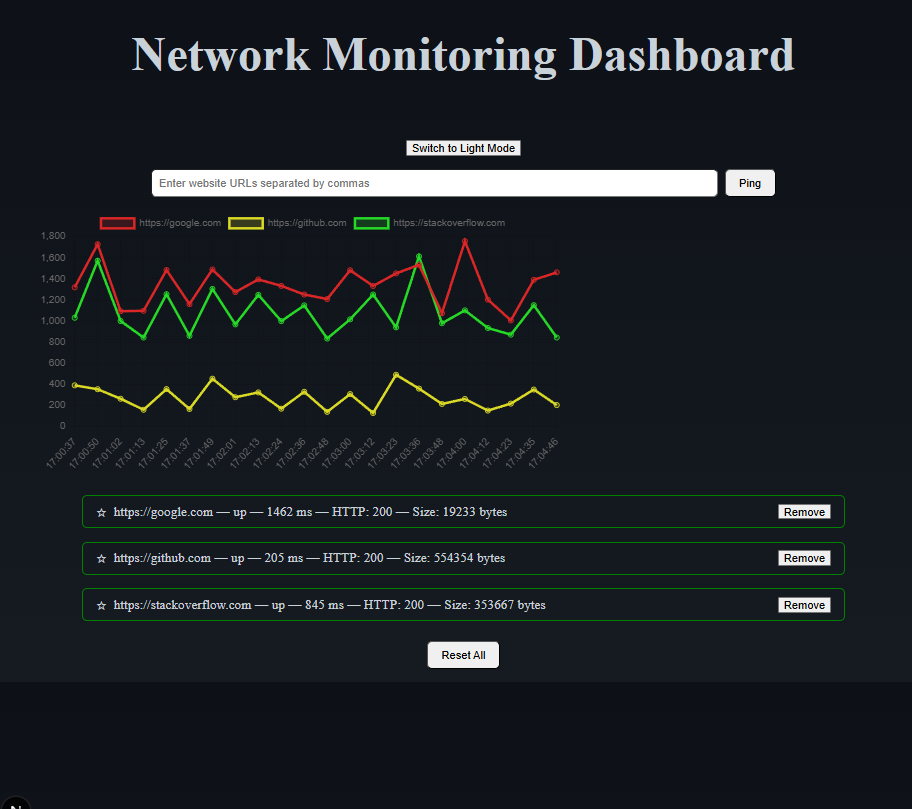 Network Monitoring Dashboard
Switch to Light Mode
Enter website URLs separated by commas
Ping
https://google.com https://github.com https://stackoverflow.com
1,800
1,600
1,400
1,200
1,000
800
600
400
200
0
17:00:37 17:00:50 17:01:02 17:01:13 17:01:25 17:01:37 17:01:49 17:02:01 17:02:13 17:02:24 17:02:36 17:02:48 17:03:00 17:03:12 17:03:23 17:03:36 17:03:48 17:04:00 17:04:12 17:04:23 17:04:35 17:04:46
☆ https://google.com — up — 1462 ms — HTTP: 200 — Size: 19233 bytes
Remove
☆ https://github.com — up — 205 ms — HTTP: 200 — Size: 554354 bytes
Remove
☆ https://stackoverflow.com — up — 845 ms — HTTP: 200 — Size: 353667 bytes
Remove
Reset All